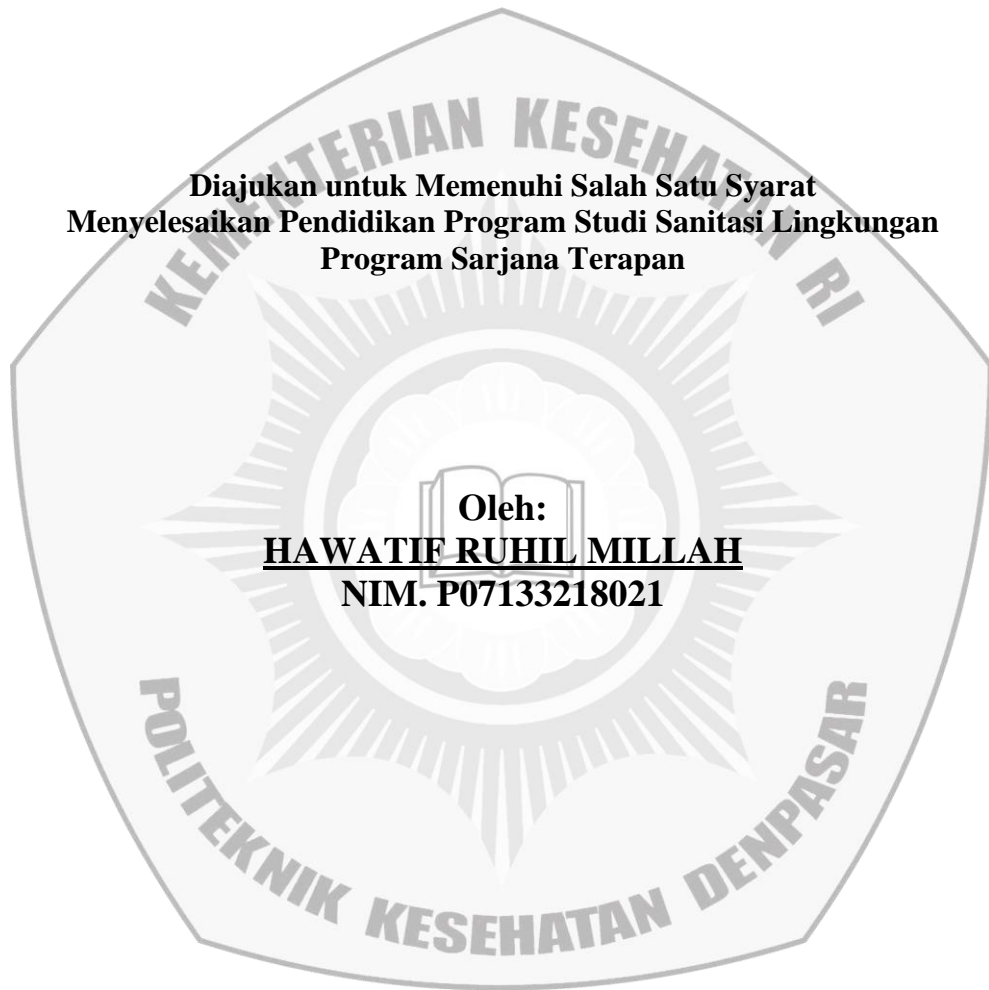 KEMENTERIAN KESEHATAN RI
Diajukan untuk Memenuhi Salah Satu Syarat
Menyelesaikan Pendidikan Program Studi Sanitasi Lingkungan
Program Sarjana Terapan
Oleh:
HAWATIF RUHIL MILLAH
NIM. P07133218021
POLITEKNIK KESEHATAN DENPASAR